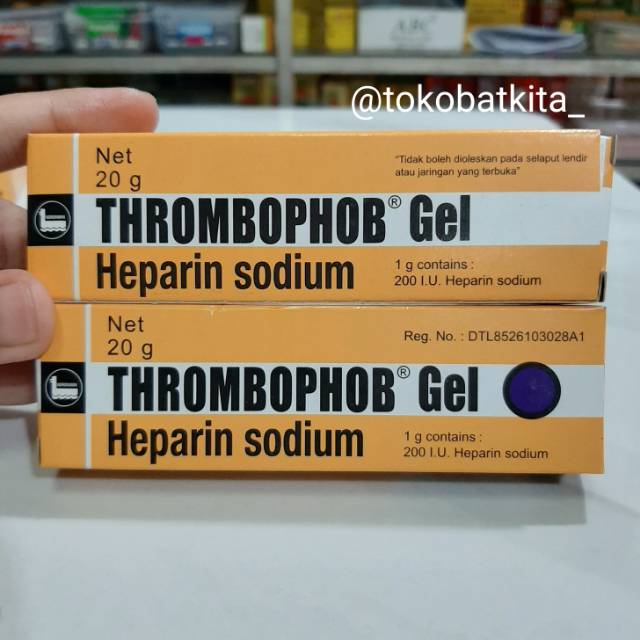 @tokobatkita_
Net
20 g
"Tidak boleh dioleskan pada selaput lendir
atau jaringan yang terbuka"
THROMBOPHOB® Gel
Heparin sodium
1 g contains :
200 I.U. Heparin sodium
Net
20 g
Reg. No. : DTL8526103028A1
THROMBOPHOB® Gel
Heparin sodium
1 g contains :
200 I.U. Heparin sodium